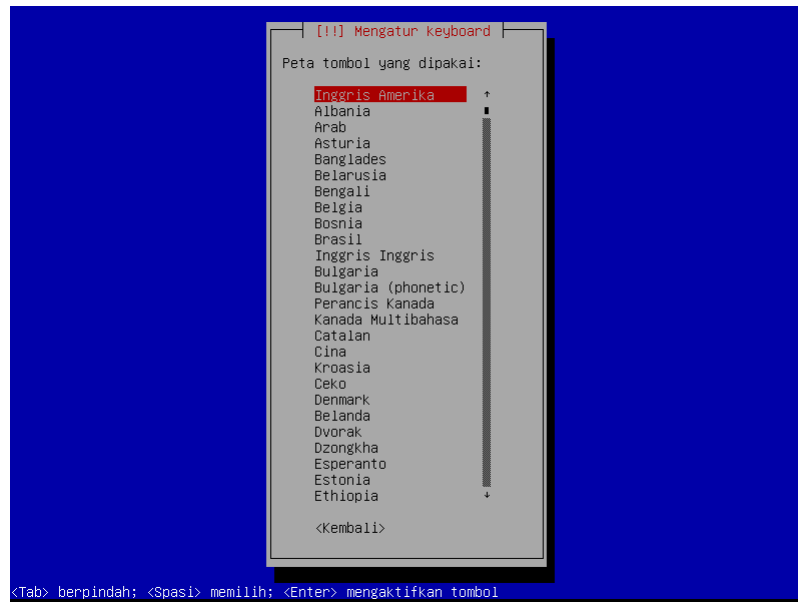 [!!] Mengatur keyboard
Peta tombol yang dipakai:
Inggris Amerika
Albania
Arab
Asturia
Banglades
Belarusia
Bengali
Belgia
Bosnia
Brasil
Inggris Inggris
Bulgaria
Bulgaria (phonetic)
Perancis Kanada
Kanada Multibahasa
Catalan
Cina
Kroasia
Ceko
Denmark
Belanda
Dvorak
Dzongkha
Esperanto
Estonia
Ethiopia
<Kembali>
<Tab> berpindah; <Spasi> memilih; <Enter> mengaktifkan tombol